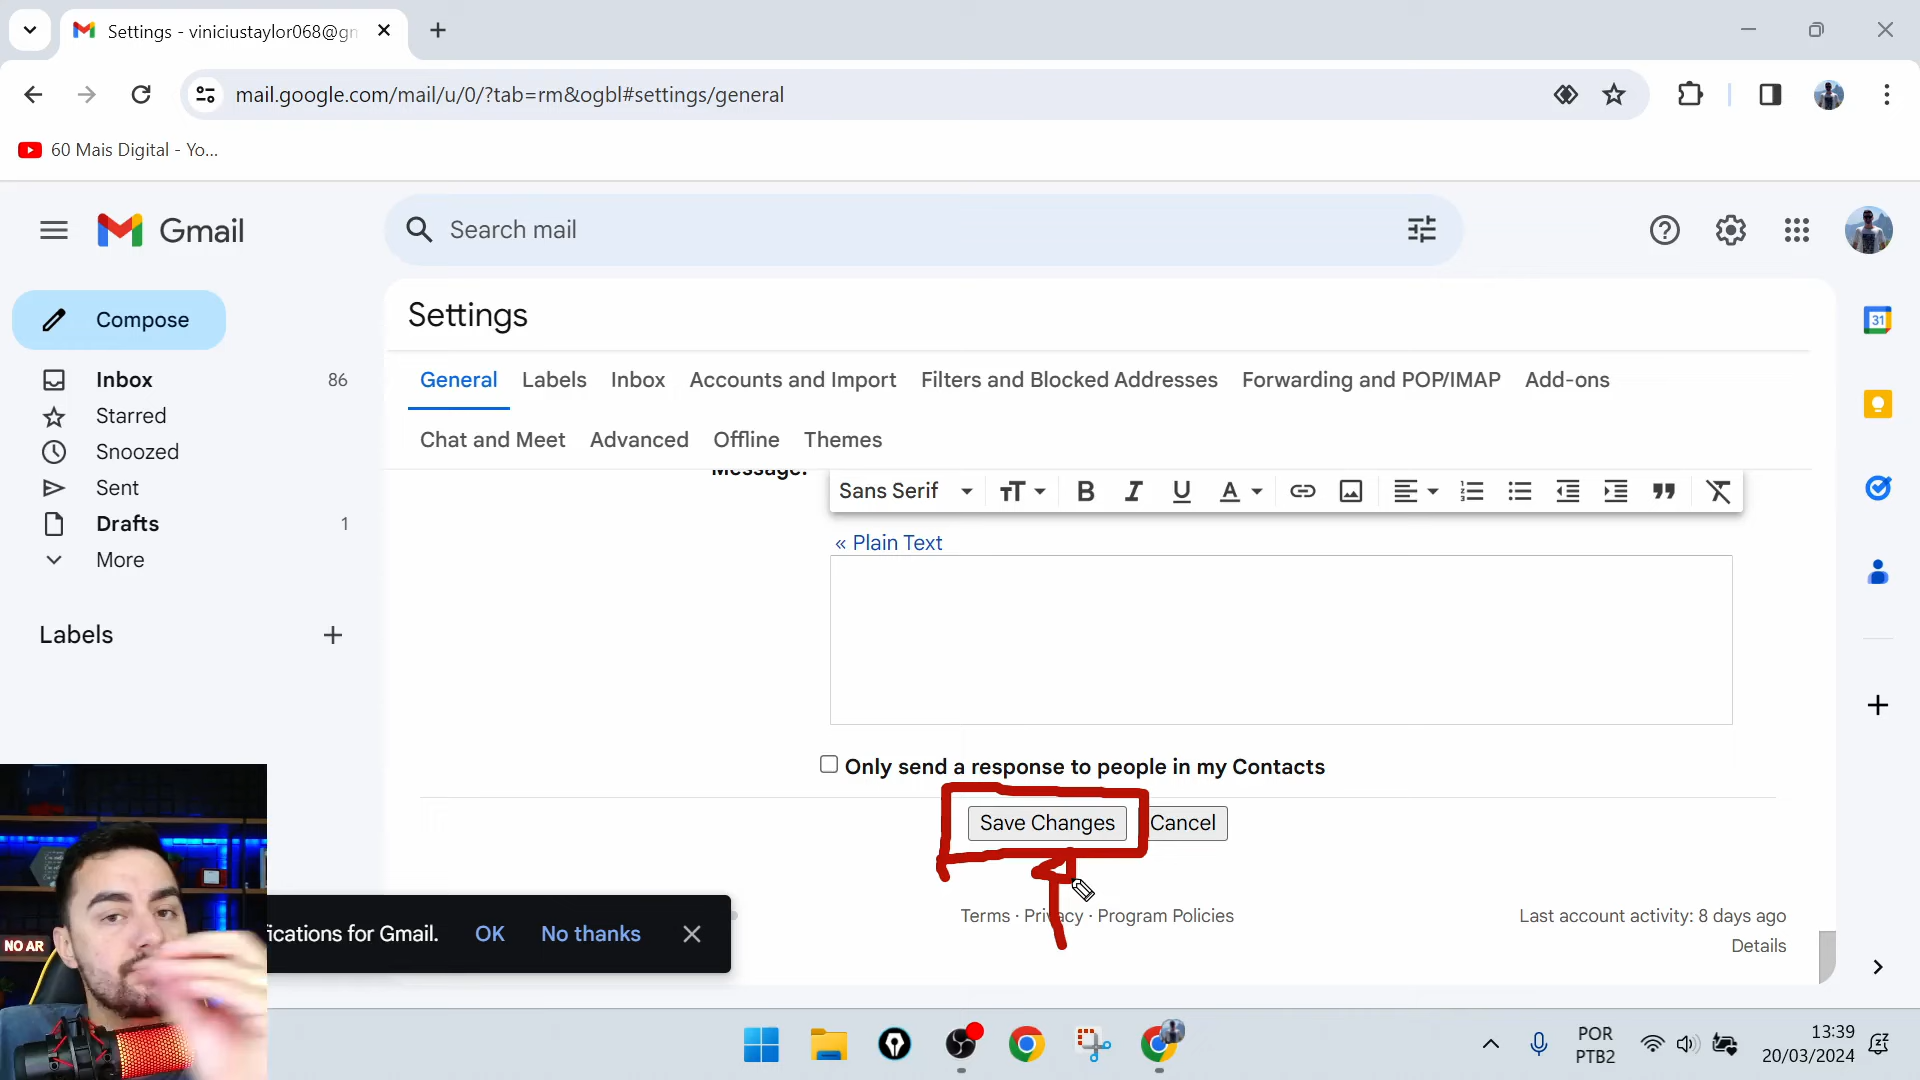 Settings - viniciustaylor068@gm
mail.google.com/mail/u/0/?tab=rm&ogbl#settings/general
60 Mais Digital - Yo...
Gmail
Search mail
Compose
Settings
General Labels Inbox Accounts and Import Filters and Blocked Addresses Forwarding and POP/IMAP Add-ons
Chat and Meet Advanced Offline Themes
Inbox 86
Starred
Snoozed
Sent
Drafts 1
More
Labels
Message:
Sans Serif
« Plain Text
Only send a response to people in my Contacts
Save Changes Cancel
Terms · Privacy · Program Policies
Last account activity: 8 days ago
Details
fications for Gmail. OK No thanks
NO AR
31
POR
PTB2
13:39
20/03/2024